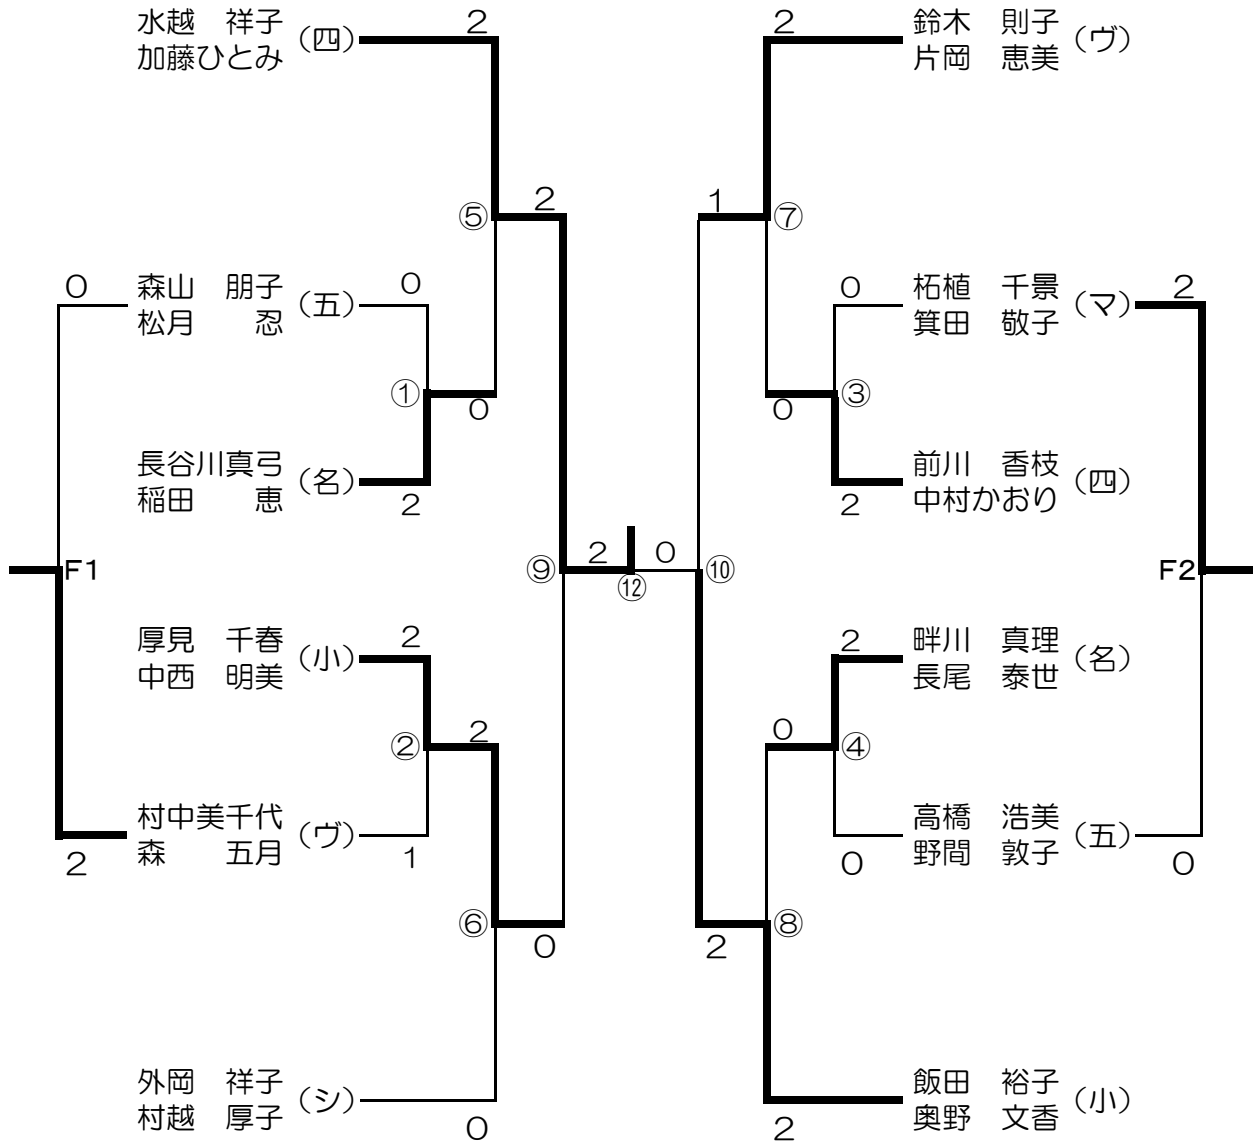 水越　祥子
加藤ひとみ
（四）
2
2
鈴木　則子
片岡　恵美
（ヴ）
⑤
2
1
⑦
0
森山　朋子
松月　　忍
（五）
0
0
柘植　千景
箕田　敬子
（マ）
2
①
0
0
③
長谷川真弓
稲田　　恵
（名）
2
2
前川　香枝
中村かおり
（四）
F1
⑨
2
⑫
0
⑩
F2
厚見　千春
中西　明美
（小）
2
2
畔川　真理
長尾　泰世
（名）
②
2
0
④
2
村中美千代
森　　五月
（ヴ）
1
0
高橋　浩美
野間　敦子
（五）
0
⑥
0
2
⑧
外岡　祥子
村越　厚子
（シ）
0
2
飯田　裕子
奥野　文香
（小）